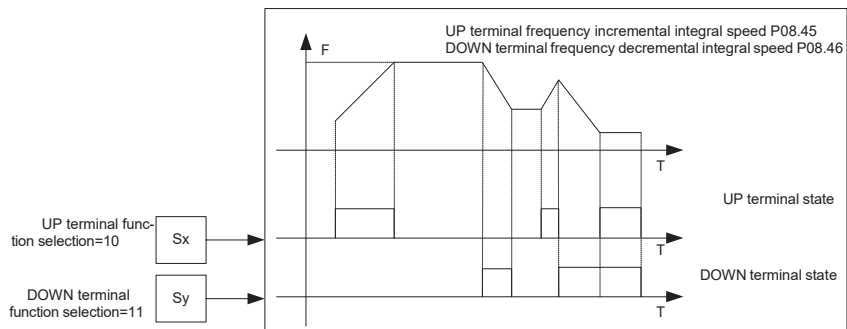 UP terminal frequency incremental integral speed P08.45
DOWN terminal frequency decremental integral speed P08.46
F
T
UP terminal state
UP terminal func-
tion selection=10
Sx
T
DOWN terminal state
DOWN terminal
function selection=11
Sy
T